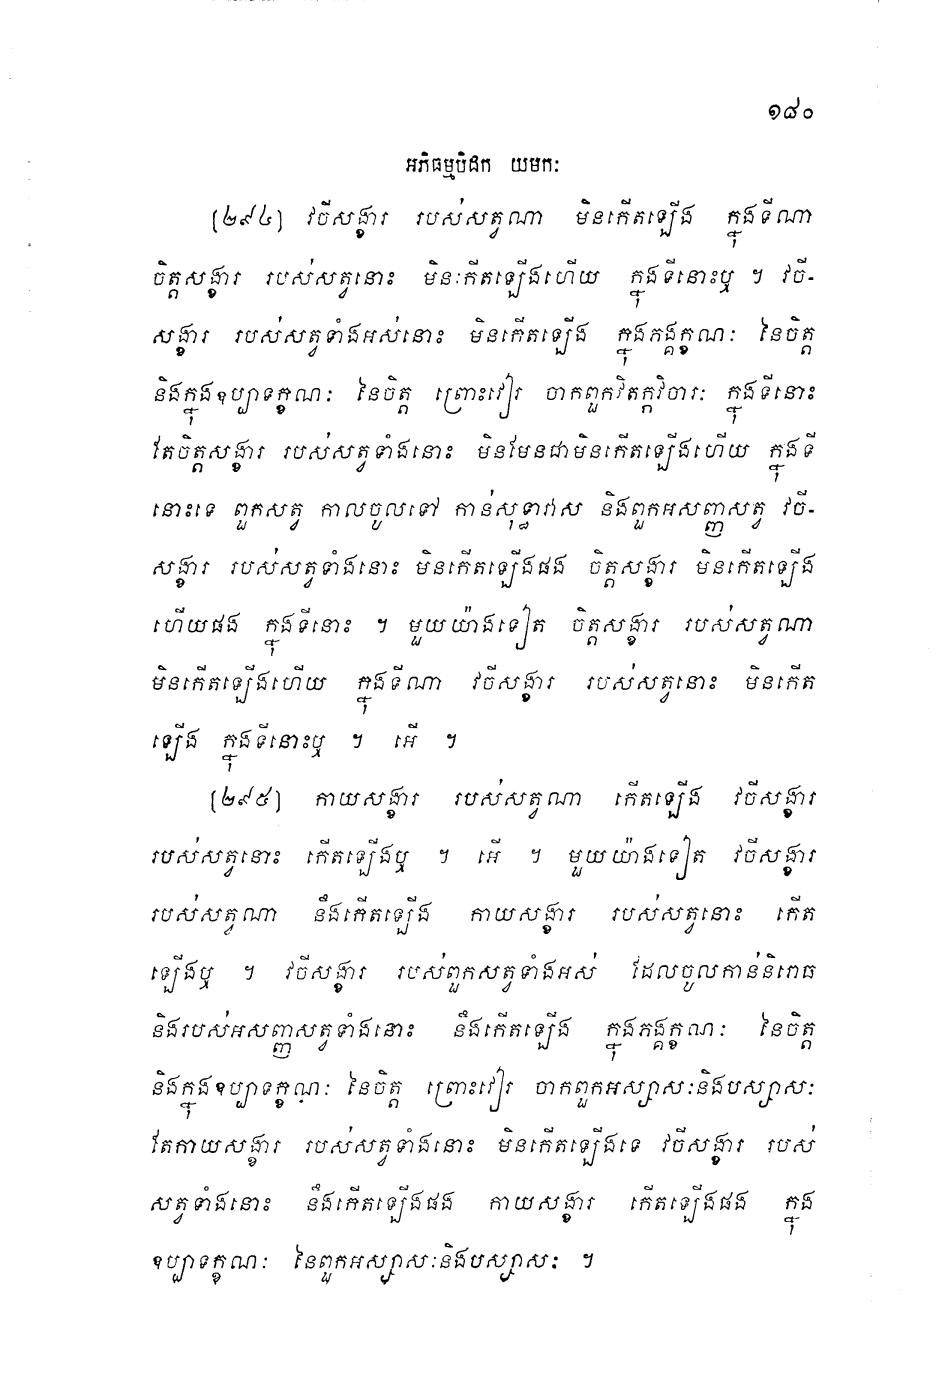 ១៨០
អភិធម្មបិដក យមកៈ
[២៩៤] វចីសង្ខារ របស់សត្វណា មិនកើតឡើង ក្នុងទីណា
ចិត្តសង្ខារ របស់សត្វនោះ មិនកើតឡើងហើយ ក្នុងទីនោះឬ ។ វចី-
សង្ខារ របស់សត្វទាំងអស់នោះ មិនកើតឡើង ក្នុងភង្គក្ខណៈ នៃចិត្ត
និងក្នុងឧប្បាទក្ខណៈ នៃចិត្ត ព្រោះវៀរ ចាកពួកវិតក្កវិចារៈ ក្នុងទីនោះ
តែចិត្តសង្ខារ របស់សត្វទាំងនោះ មិនមែនជាមិនកើតឡើងហើយ ក្នុងទី
នោះទេ ពួកសត្វ កាលចូលទៅ កាន់សុទ្ធាវាស និងពួកអសញ្ញសត្វ វចី-
សង្ខារ របស់សត្វទាំងនោះ មិនកើតឡើងផង ចិត្តសង្ខារ មិនកើតឡើង
ហើយផង ក្នុងទីនោះ ។ មួយយ៉ាងទៀត ចិត្តសង្ខារ របស់សត្វណា
មិនកើតឡើងហើយ ក្នុងទីណា វចីសង្ខារ របស់សត្វនោះ មិនកើត
ឡើង ក្នុងទីនោះឬ ។ អើ ។
[២៩៥] កាយសង្ខារ របស់សត្វណា កើតឡើង វចីសង្ខារ
របស់សត្វនោះ កើតឡើងឬ ។ អើ ។ មួយយ៉ាងទៀត វចីសង្ខារ
របស់សត្វណា នឹងកើតឡើង កាយសង្ខារ របស់សត្វនោះ កើត
ឡើងឬ ។ វចីសង្ខារ របស់ពួកសត្វទាំងអស់ ដែលចូលកាន់និរោធ
និងរបស់អសញ្ញសត្វទាំងនោះ នឹងកើតឡើង ក្នុងភង្គក្ខណៈ នៃចិត្ត
និងក្នុងឧប្បាទក្ខណៈ នៃចិត្ត ព្រោះវៀរ ចាកពួកអស្សាសៈនិងបស្សាសៈ
តែកាយសង្ខារ របស់សត្វទាំងនោះ មិនកើតឡើងទេ វចីសង្ខារ របស់
សត្វទាំងនោះ នឹងកើតឡើងផង កាយសង្ខារ កើតឡើងផង ក្នុង
ឧប្បាទក្ខណៈ នៃពួកអស្សាសៈនិងបស្សាសៈ ។